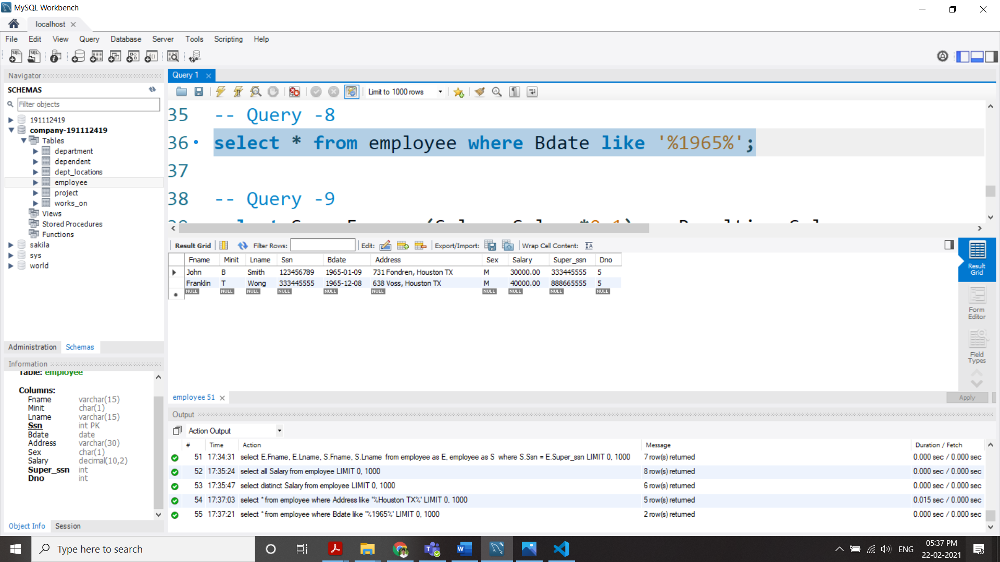 MySQL Workbench
localhost
File Edit View Query Database Server Tools Scripting Help
Navigator
SCHEMAS
Filter objects
191112419
company-191112419
Tables
department
dependent
dept_locations
employee
project
works_on
Views
Stored Procedures
Functions
sakila
sys
world
Administration Schemas
Information
Table: employee
Columns:
Fname varchar(15)
Minit char(1)
Lname varchar(15)
Ssn int PK
Bdate date
Address varchar(30)
Sex char(1)
Salary decimal(10,2)
Super_ssn int
Dno int
Object Info Session
Query 1
Limit to 1000 rows
35 -- Query -8
36 select * from employee where Bdate like '%1965%';
37
38 -- Query -9
Result Grid Filter Rows: Edit: Export/Import: Wrap Cell Content:
Fname Minit Lname Ssn Bdate Address Sex Salary Super_ssn Dno
John B Smith 123456789 1965-01-09 731 Fondren, Houston TX M 30000.00 333445555 5
Franklin T Wong 333445555 1965-12-08 638 Voss, Houston TX M 40000.00 888665555 5
NULL NULL NULL NULL NULL NULL NULL NULL NULL NULL
Result Grid
Form Editor
Field Types
employee 51
Apply
Output
Action Output
# Time Action Message Duration / Fetch
51 17:34:31 select E.Fname, E.Lname, S.Fname, S.Lname from employee as E, employee as S where S.Ssn = E.Super_ssn LIMIT 0, 1000 7 row(s) returned 0.000 sec / 0.000 sec
52 17:35:24 select all Salary from employee LIMIT 0, 1000 8 row(s) returned 0.000 sec / 0.000 sec
53 17:35:47 select distinct Salary from employee LIMIT 0, 1000 6 row(s) returned 0.000 sec / 0.000 sec
54 17:37:03 select * from employee where Address like '%Houston TX%' LIMIT 0, 1000 5 row(s) returned 0.015 sec / 0.000 sec
55 17:37:21 select * from employee where Bdate like '%1965%' LIMIT 0, 1000 2 row(s) returned 0.000 sec / 0.000 sec
Type here to search
ENG
05:37 PM
22-02-2021